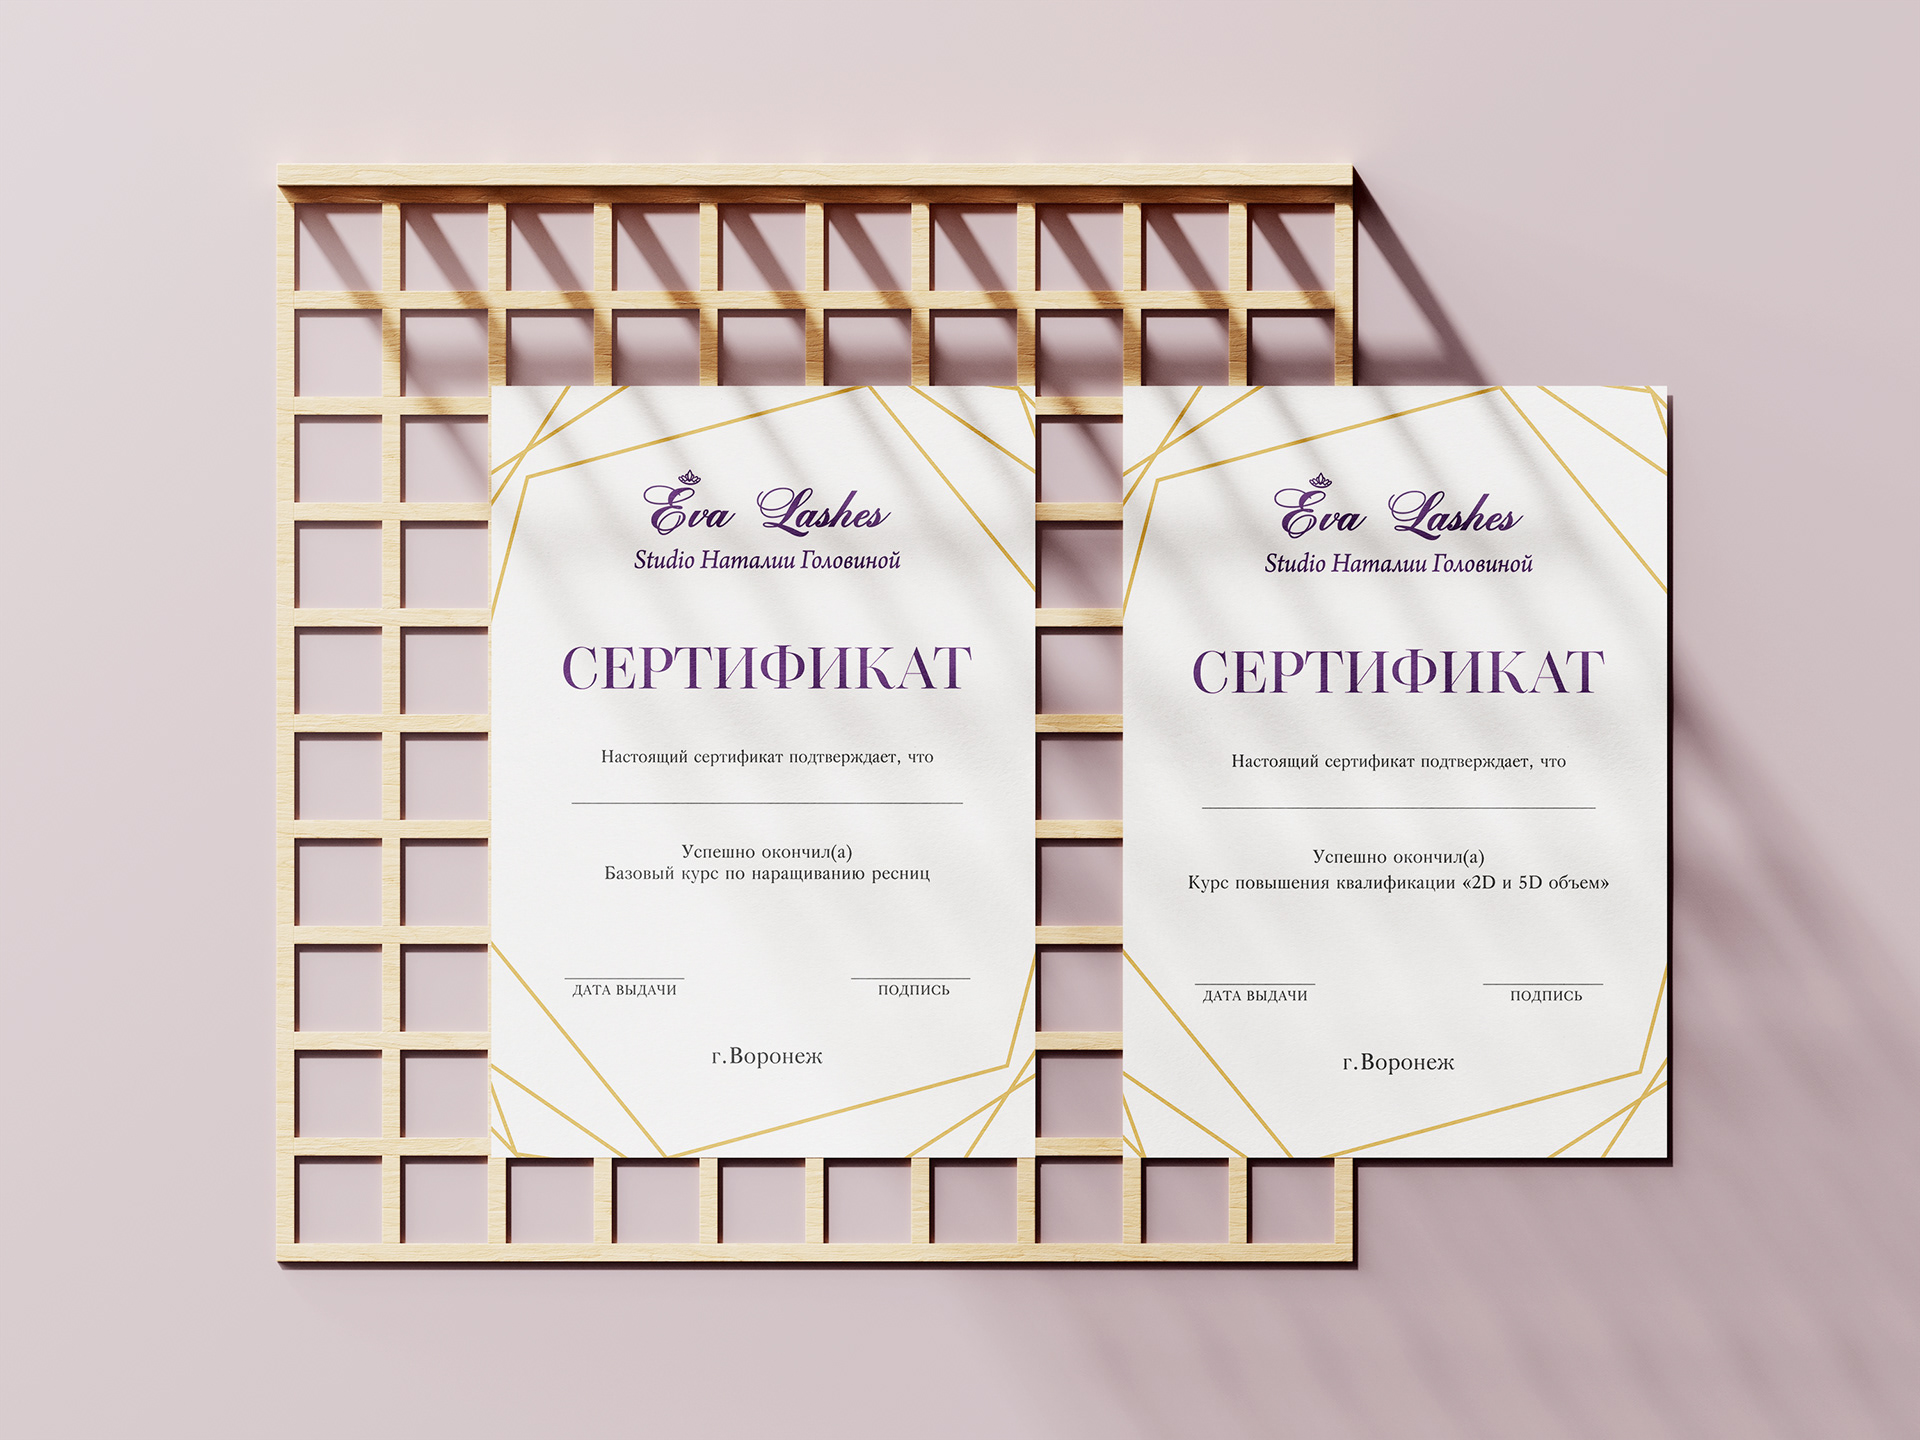 Eva Lashes
Studio Наталии Головиной
СЕРТИФИКАТ
Настоящий сертификат подтверждает, что
Успешно окончил(а)
Базовый курс по наращиванию ресниц
ДАТА ВЫДАЧИ
ПОДПИСЬ
г.Воронеж
Eva Lashes
Studio Наталии Головиной
СЕРТИФИКАТ
Настоящий сертификат подтверждает, что
Успешно окончил(а)
Курс повышения квалификации «2D и 5D объем»
ДАТА ВЫДАЧИ
ПОДПИСЬ
г.Воронеж